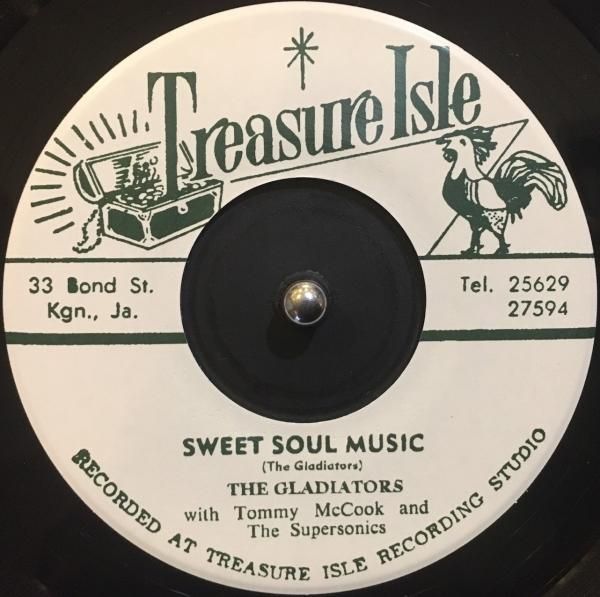 Treasure Isle
33 Bond St.
Kgn., Ja.
Tel. 25629
27594
SWEET SOUL MUSIC
(The Gladiators)
THE GLADIATORS
with Tommy McCook and
The Supersonics
RECORDED AT TREASURE ISLE RECORDING STUDIO